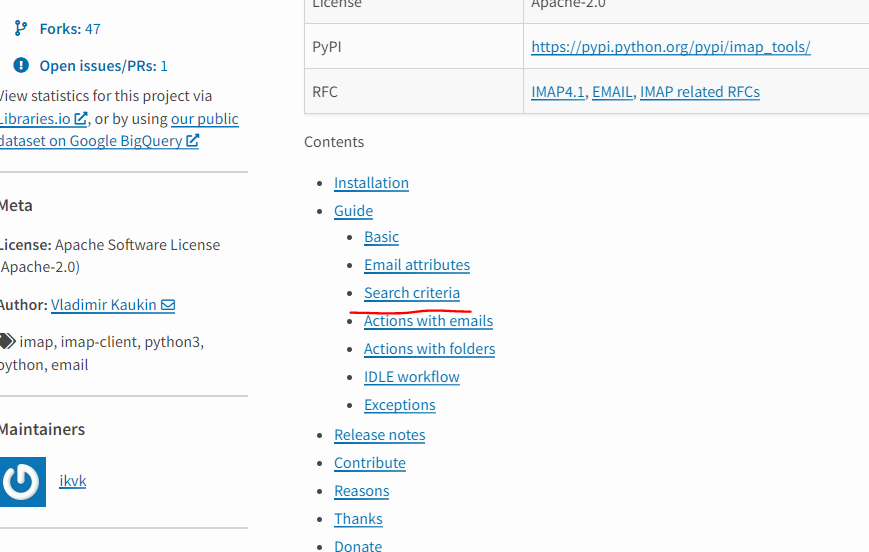 Forks: 47
Open issues/PRs: 1
View statistics for this project via
Libraries.io, or by using our public
dataset on Google BigQuery
Meta
License: Apache Software License
(Apache-2.0)
Author: Vladimir Kaukin
imap, imap-client, python3,
python, email
Maintainers
ikvk
License Apache-2.0
PyPI https://pypi.python.org/pypi/imap_tools/
RFC IMAP4.1, EMAIL, IMAP related RFCs
Contents
Installation
Guide
Basic
Email attributes
Search criteria
Actions with emails
Actions with folders
IDLE workflow
Exceptions
Release notes
Contribute
Reasons
Thanks
Donate